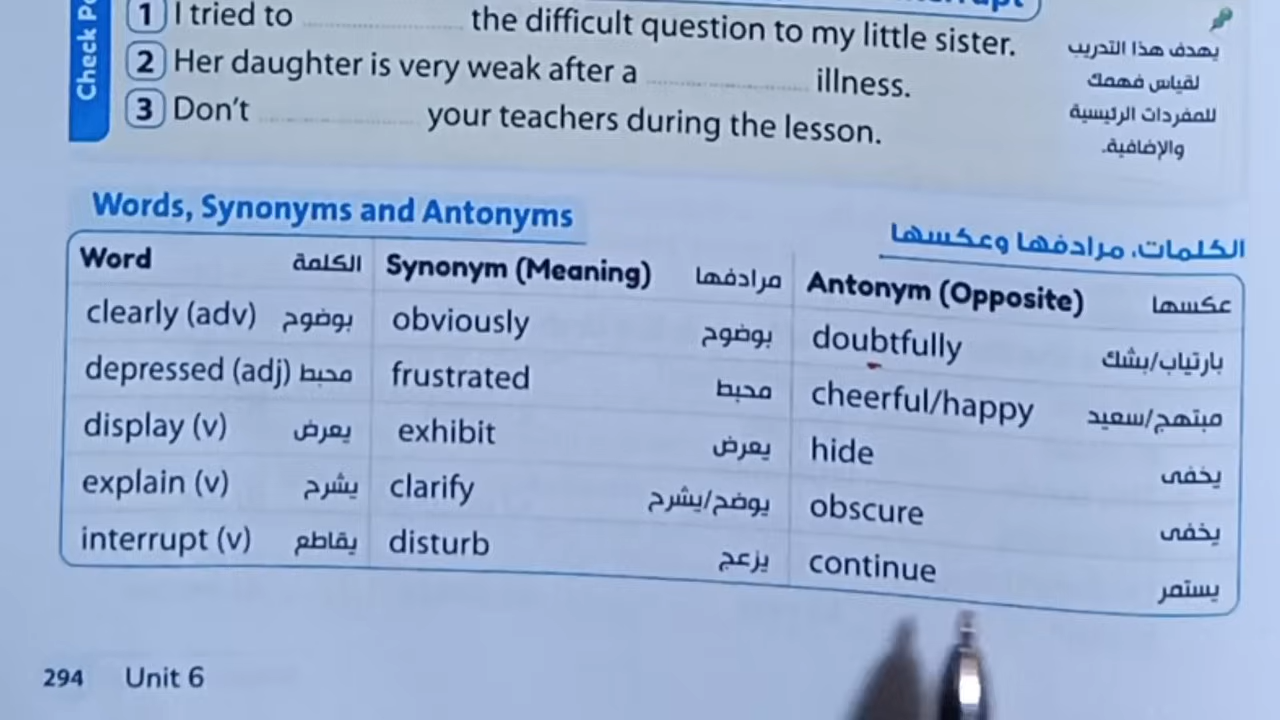 Check
1 I tried to .................... the difficult question to my little sister.
2 Her daughter is very weak after a .................... illness.
3 Don't .................... your teachers during the lesson.
يهدف هذا التدريب
لقياس فهمك
للمفردات الرئيسية
والإضافية.
Words, Synonyms and Antonyms الكلمات، مرادفها وعكسها
Word الكلمة Synonym (Meaning) مرادفها Antonym (Opposite) عكسها
clearly (adv) بوضوح obviously بوضوح doubtfully بارتياب/بشك
depressed (adj) محبط frustrated محبط cheerful/happy مبتهج/سعيد
display (v) يعرض exhibit يعرض hide يخفى
explain (v) يشرح clarify يوضح/يشرح obscure يخفى
interrupt (v) يقاطع disturb يزعج continue يستمر
294 Unit 6